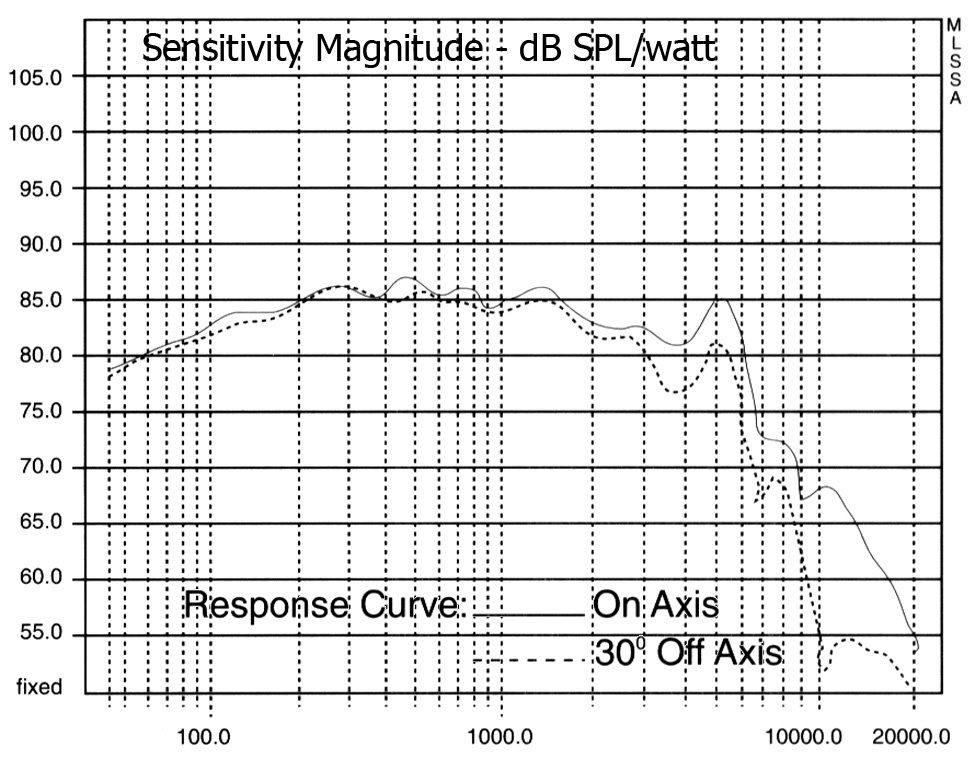 Sensitivity Magnitude - dB SPL/watt
M
L
S
S
A
105.0
100.0
95.0
90.0
85.0
80.0
75.0
70.0
65.0
60.0
55.0
fixed
Response Curve: On Axis
30⁰ Off Axis
100.0 1000.0 10000.0 20000.0